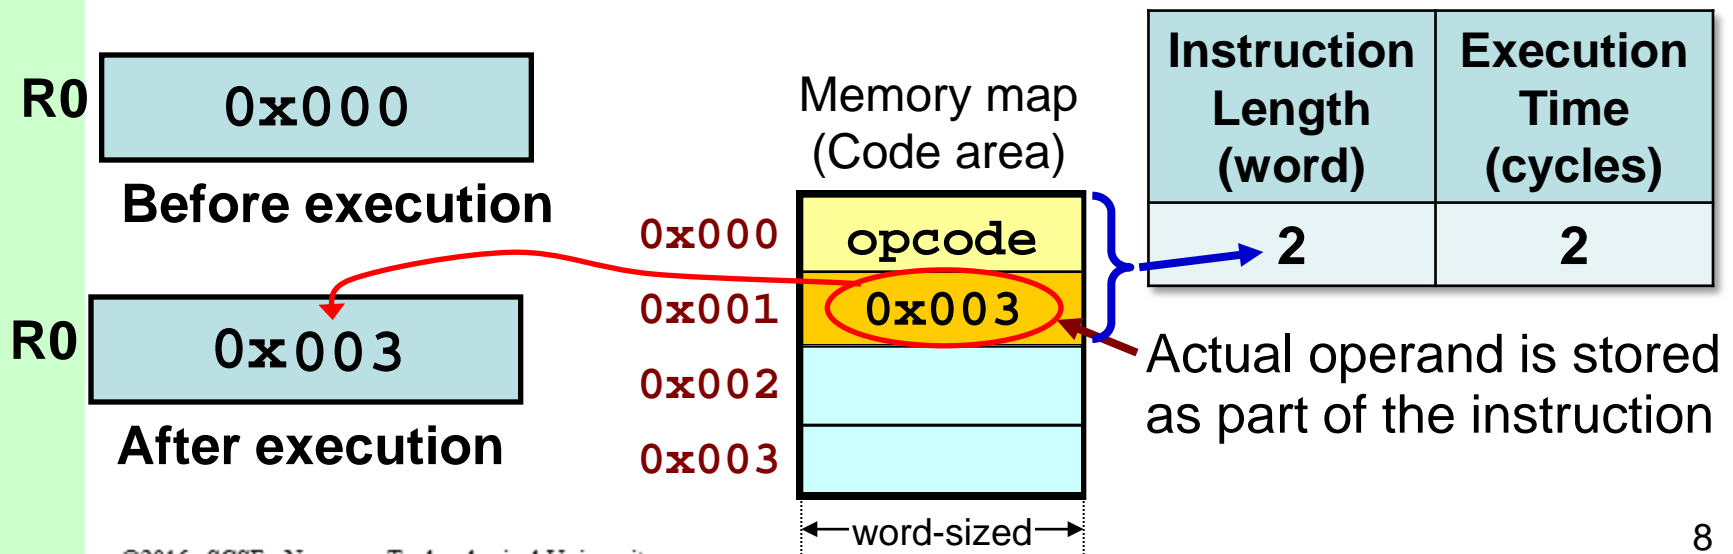 R0
0x000
Before execution
R0
0x003
After execution
Memory map
(Code area)
0x000
opcode
0x001
0x003
0x002
0x003
word-sized
Instruction
Length
(word)
Execution
Time
(cycles)
2
2
Actual operand is stored
as part of the instruction
8